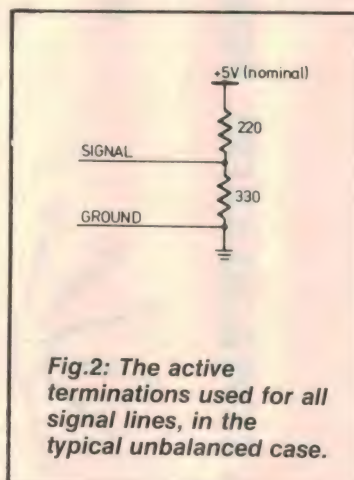 +5V (nominal)
220
SIGNAL
330
GROUND
Fig.2: The active
terminations used for all
signal lines, in the
typical unbalanced case.